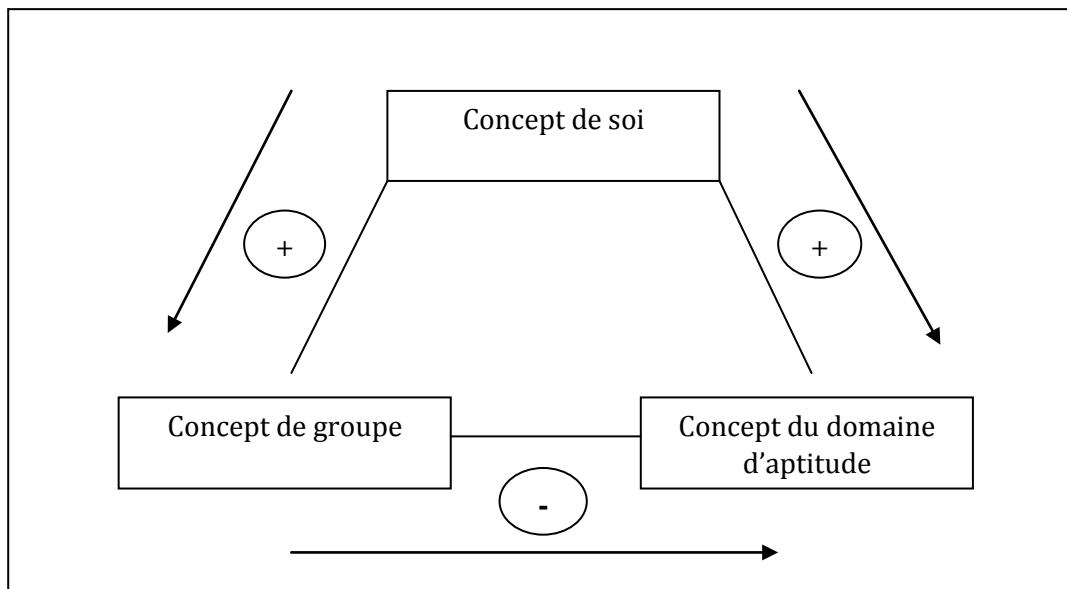 Concept de soi
+
+
Concept de groupe
Concept du domaine
d’aptitude
-